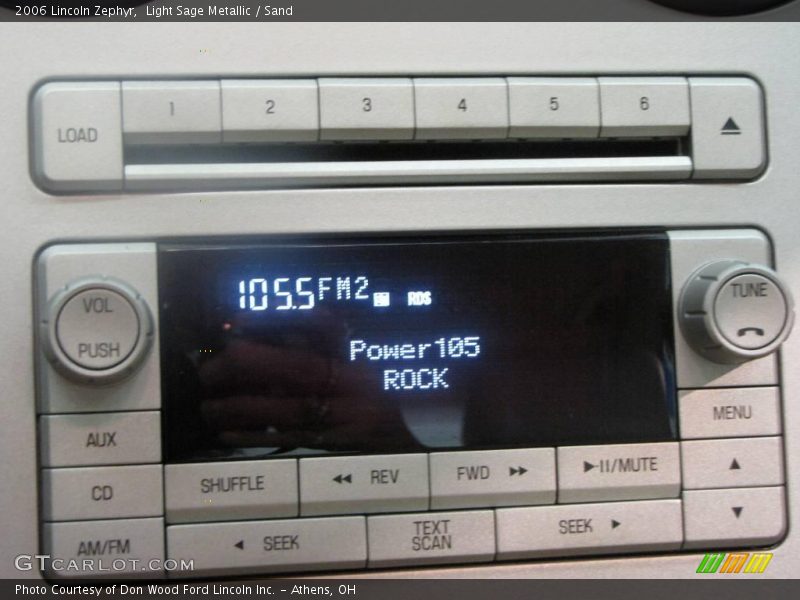 2006 Lincoln Zephyr,  Light Sage Metallic / Sand
LOAD 1 2 3 4 5 6
VOL
PUSH
105.5 FM2 RDS
Power105
ROCK
TUNE
MENU
AUX
CD
AM/FM
SHUFFLE ◀◀ REV FWD ▶▶ ▶II/MUTE
◀ SEEK
TEXT
SCAN
SEEK ▶
GTCARLOT.COM
Photo Courtesy of Don Wood Ford Lincoln Inc. - Athens, OH